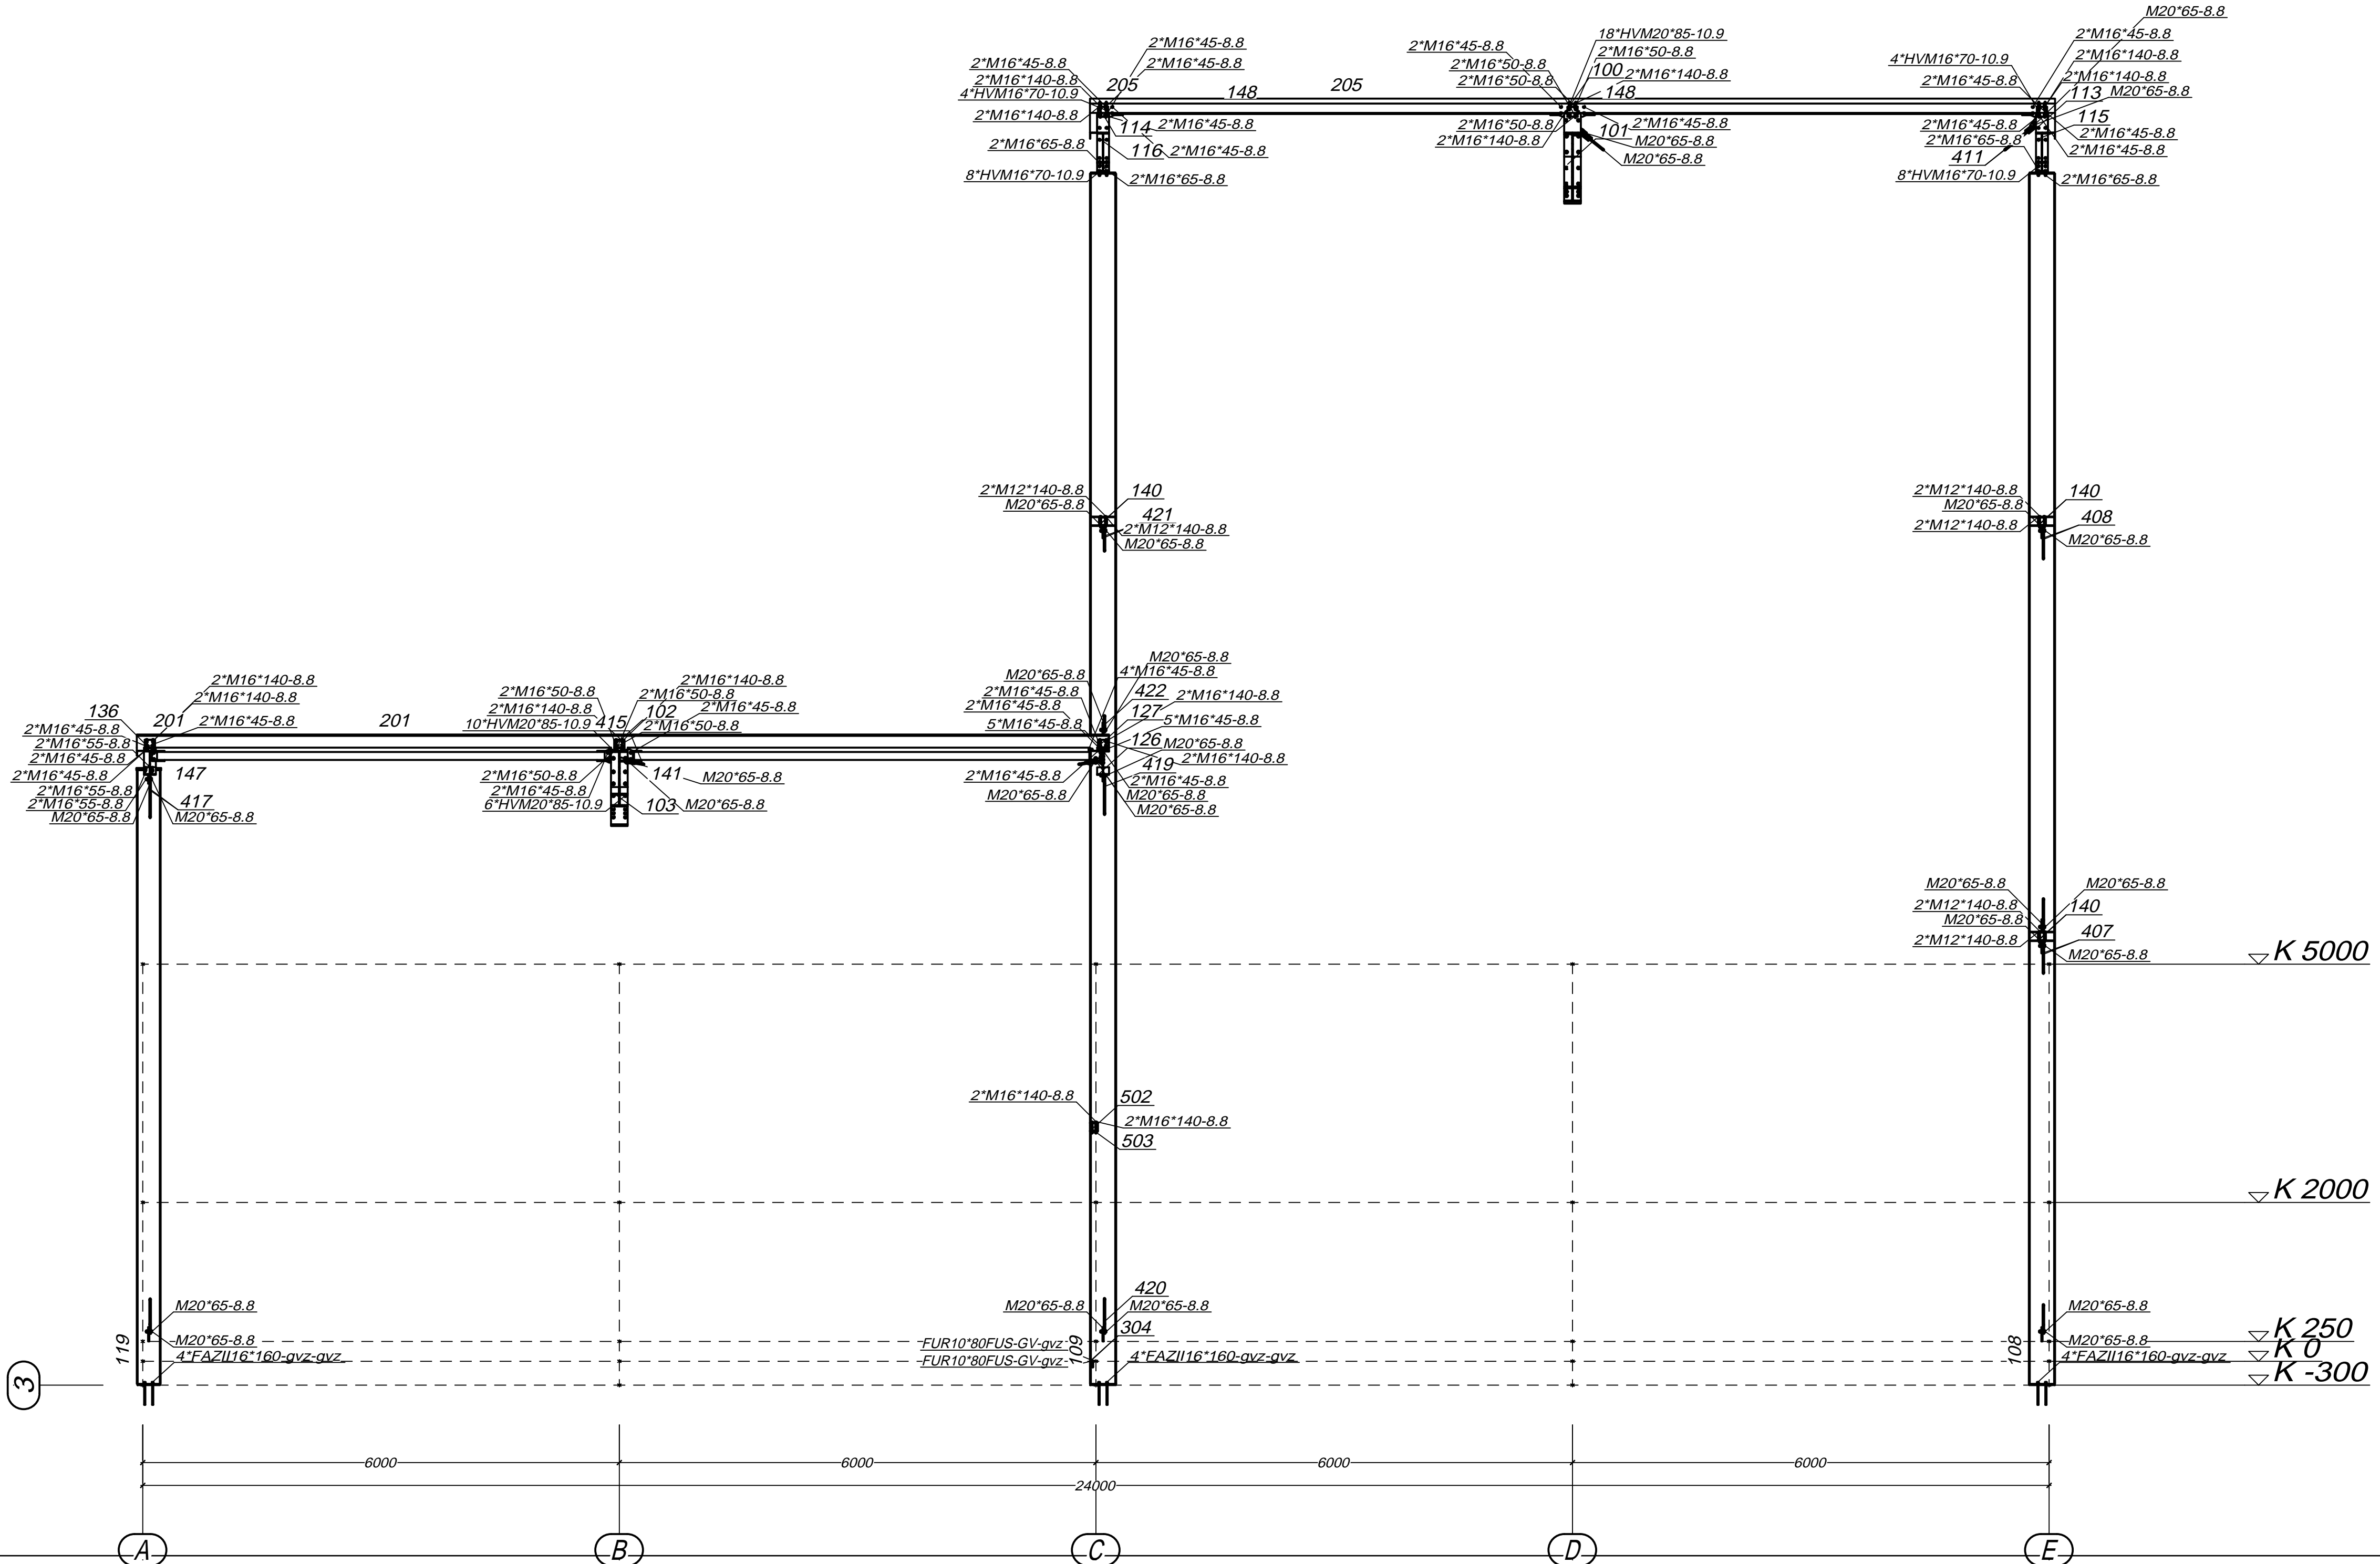 M20*65-8.8
18*HVM20*85-10.9
2*M16*45-8.8
2*M16*45-8.8
2*M16*45-8.8
2*M16*50-8.8
2*M16*140-8.8
4*HVM16*70-10.9
2*M16*45-8.8
2*M16*45-8.8
2*M16*50-8.8
100
2*M16*140-8.8
2*M16*140-8.8
2*M16*140-8.8
205
205
2*M16*50-8.8
2*M16*45-8.8
4*HVM16*70-10.9
148
148
113
M20*65-8.8
2*M16*140-8.8
114
2*M16*45-8.8
2*M16*50-8.8
101
2*M16*45-8.8
2*M16*45-8.8
115
2*M16*140-8.8
M20*65-8.8
2*M16*65-8.8
2*M16*45-8.8
2*M16*65-8.8
116
2*M16*45-8.8
M20*65-8.8
411
2*M16*45-8.8
8*HVM16*70-10.9
2*M16*65-8.8
8*HVM16*70-10.9
2*M16*65-8.8
2*M12*140-8.8
140
2*M12*140-8.8
140
M20*65-8.8
421
M20*65-8.8
408
2*M12*140-8.8
2*M12*140-8.8
M20*65-8.8
M20*65-8.8
M20*65-8.8
M20*65-8.8
4*M16*45-8.8
2*M16*140-8.8
2*M16*140-8.8
2*M16*140-8.8
2*M16*50-8.8
2*M16*50-8.8
2*M16*45-8.8
422
2*M16*140-8.8
136
201
201
2*M16*140-8.8
102
2*M16*45-8.8
2*M16*45-8.8
127
2*M16*45-8.8
2*M16*45-8.8
10*HVM20*85-10.9
415
2*M16*50-8.8
5*M16*45-8.8
5*M16*45-8.8
2*M16*55-8.8
126
M20*65-8.8
2*M16*45-8.8
2*M16*140-8.8
2*M16*45-8.8
147
2*M16*50-8.8
141
M20*65-8.8
2*M16*45-8.8
419
2*M16*45-8.8
2*M16*55-8.8
2*M16*45-8.8
M20*65-8.8
M20*65-8.8
2*M16*55-8.8
417
6*HVM20*85-10.9
103
M20*65-8.8
M20*65-8.8
M20*65-8.8
M20*65-8.8
M20*65-8.8
M20*65-8.8
2*M12*140-8.8
140
M20*65-8.8
407
2*M12*140-8.8
M20*65-8.8
K 5000
2*M16*140-8.8
502
2*M16*140-8.8
503
K 2000
420
M20*65-8.8
M20*65-8.8
M20*65-8.8
M20*65-8.8
304
K 250
119
M20*65-8.8
FUR10*80FUS-GV-gvz
109
108
M20*65-8.8
K 0
4*FAZII16*160-gvz-gvz
FUR10*80FUS-GV-gvz
4*FAZII16*160-gvz-gvz
4*FAZII16*160-gvz-gvz
3
K -300
6000
6000
6000
6000
24000
A
B
C
D
E